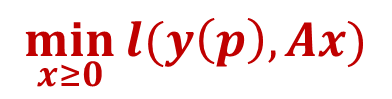 min l(y(p), Ax)
x≥0